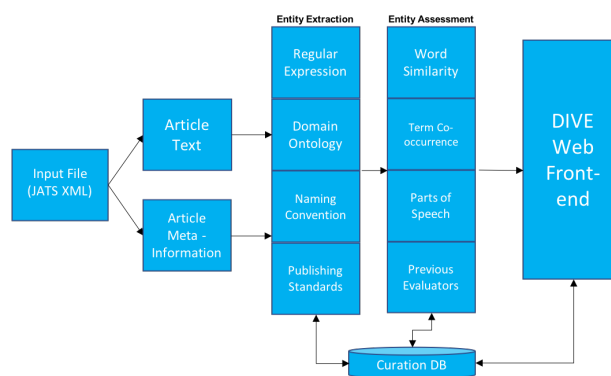 Entity Extraction
Entity Assessment
Regular
Expression
Word
Similarity
Article
Text
Domain
Ontology
Term Co-
occurrence
DIVE
Web
Front-
end
Input File
(JATS XML)
Article
Meta -
Information
Naming
Convention
Parts of
Speech
Publishing
Standards
Previous
Evaluators
Curation DB